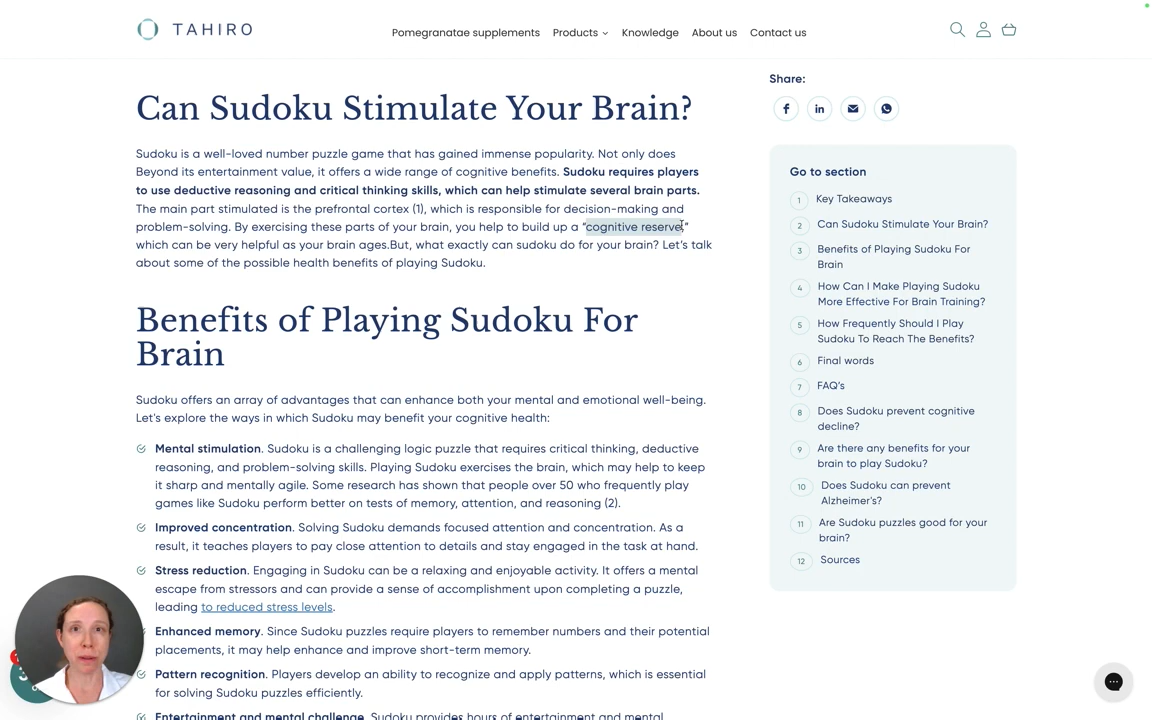 TAHIRO
Pomegranatae supplements
Products
Knowledge
About us
Contact us
Can Sudoku Stimulate Your Brain?
Sudoku is a well-loved number puzzle game that has gained immense popularity. Not only does
Beyond its entertainment value, it offers a wide range of cognitive benefits. Sudoku requires players
to use deductive reasoning and critical thinking skills, which can help stimulate several brain parts.
The main part stimulated is the prefrontal cortex (1), which is responsible for decision-making and
problem-solving. By exercising these parts of your brain, you help to build up a “cognitive reserve,”
which can be very helpful as your brain ages.But, what exactly can sudoku do for your brain? Let’s talk
about some of the possible health benefits of playing Sudoku.
Benefits of Playing Sudoku For
Brain
Sudoku offers an array of advantages that can enhance both your mental and emotional well-being.
Let’s explore the ways in which Sudoku may benefit your cognitive health:
Mental stimulation. Sudoku is a challenging logic puzzle that requires critical thinking, deductive
reasoning, and problem-solving skills. Playing Sudoku exercises the brain, which may help to keep
it sharp and mentally agile. Some research has shown that people over 50 who frequently play
games like Sudoku perform better on tests of memory, attention, and reasoning (2).
Improved concentration. Solving Sudoku demands focused attention and concentration. As a
result, it teaches players to pay close attention to details and stay engaged in the task at hand.
Stress reduction. Engaging in Sudoku can be a relaxing and enjoyable activity. It offers a mental
escape from stressors and can provide a sense of accomplishment upon completing a puzzle,
leading to reduced stress levels.
Enhanced memory. Since Sudoku puzzles require players to remember numbers and their potential
placements, it may help enhance and improve short-term memory.
Pattern recognition. Players develop an ability to recognize and apply patterns, which is essential
for solving Sudoku puzzles efficiently.
Entertainment and mental challenge. Sudoku provides hours of entertainment and mental
Share:
Go to section
1 Key Takeaways
2 Can Sudoku Stimulate Your Brain?
3 Benefits of Playing Sudoku For
Brain
4 How Can I Make Playing Sudoku
More Effective For Brain Training?
5 How Frequently Should I Play
Sudoku To Reach The Benefits?
6 Final words
7 FAQ’s
8 Does Sudoku prevent cognitive
decline?
9 Are there any benefits for your
brain to play Sudoku?
10 Does Sudoku can prevent
Alzheimer’s?
11 Are Sudoku puzzles good for your
brain?
12 Sources